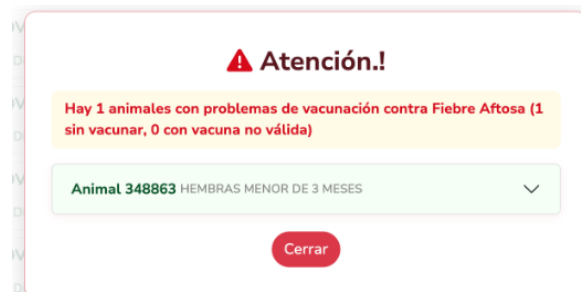 Atención.!
Hay 1 animales con problemas de vacunación contra Fiebre Aftosa (1
sin vacunar, 0 con vacuna no válida)
Animal 348863 HEMBRAS MENOR DE 3 MESES
Cerrar